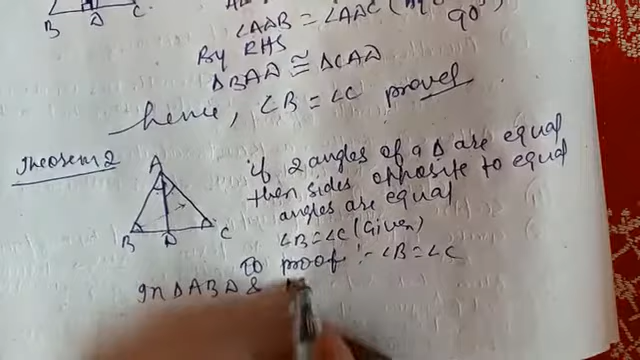 B D C
∠ADB = ∠ADC (
90°)
By RHS
ΔBAD ≅ ΔCAD
hence, ∠B = ∠C proved
Theorem 2
A
B D C
if 2 angles of a Δ are equal
then sides opposite to equal
angles are equal
∠B = ∠C (Given)
To proof :- ∠B = ∠C
In ΔABD &